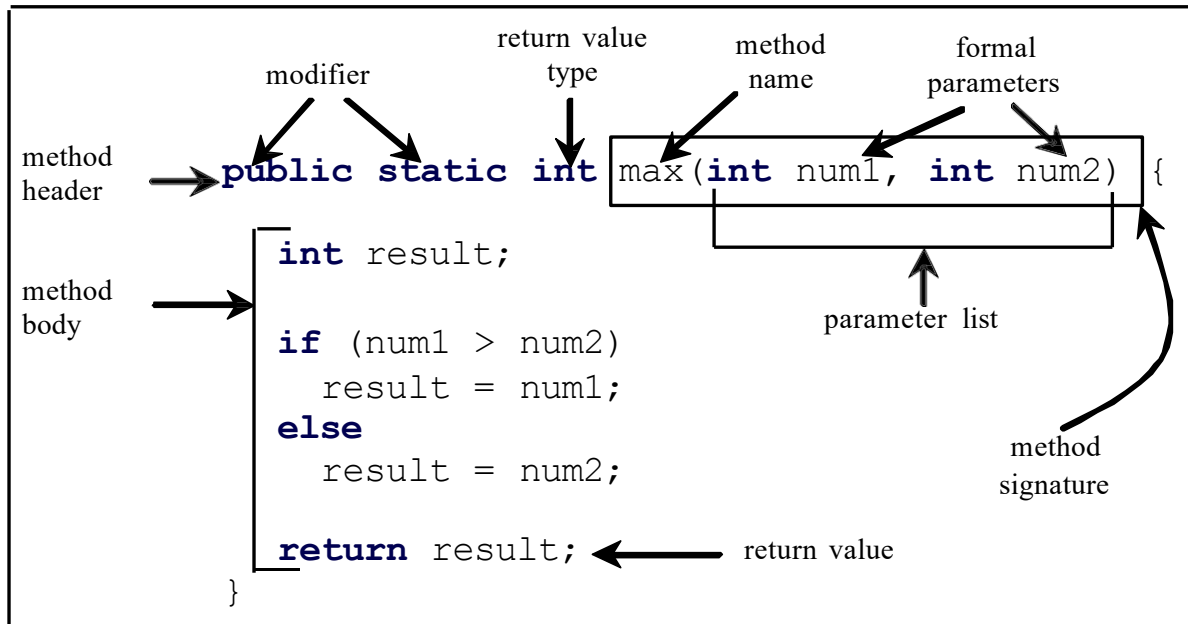 return value
type
method
name
formal
parameters
modifier
method
header
public static int max(int num1, int num2) {
int result;
method
body
parameter list
if (num1 > num2)
result = num1;
else
result = num2;
method
signature
return result;
return value
}